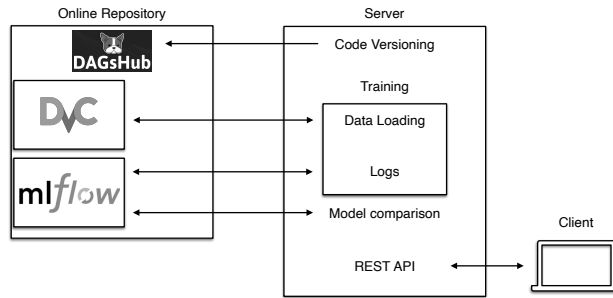 Online Repository
Server
DAGsHub
Code Versioning
Training
DVC
Data Loading
mlflow
Logs
Model comparison
Client
REST API